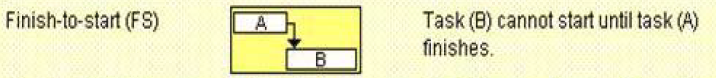 Finish-to-start (FS)
A
B
Task (B) cannot start until task (A)
finishes.